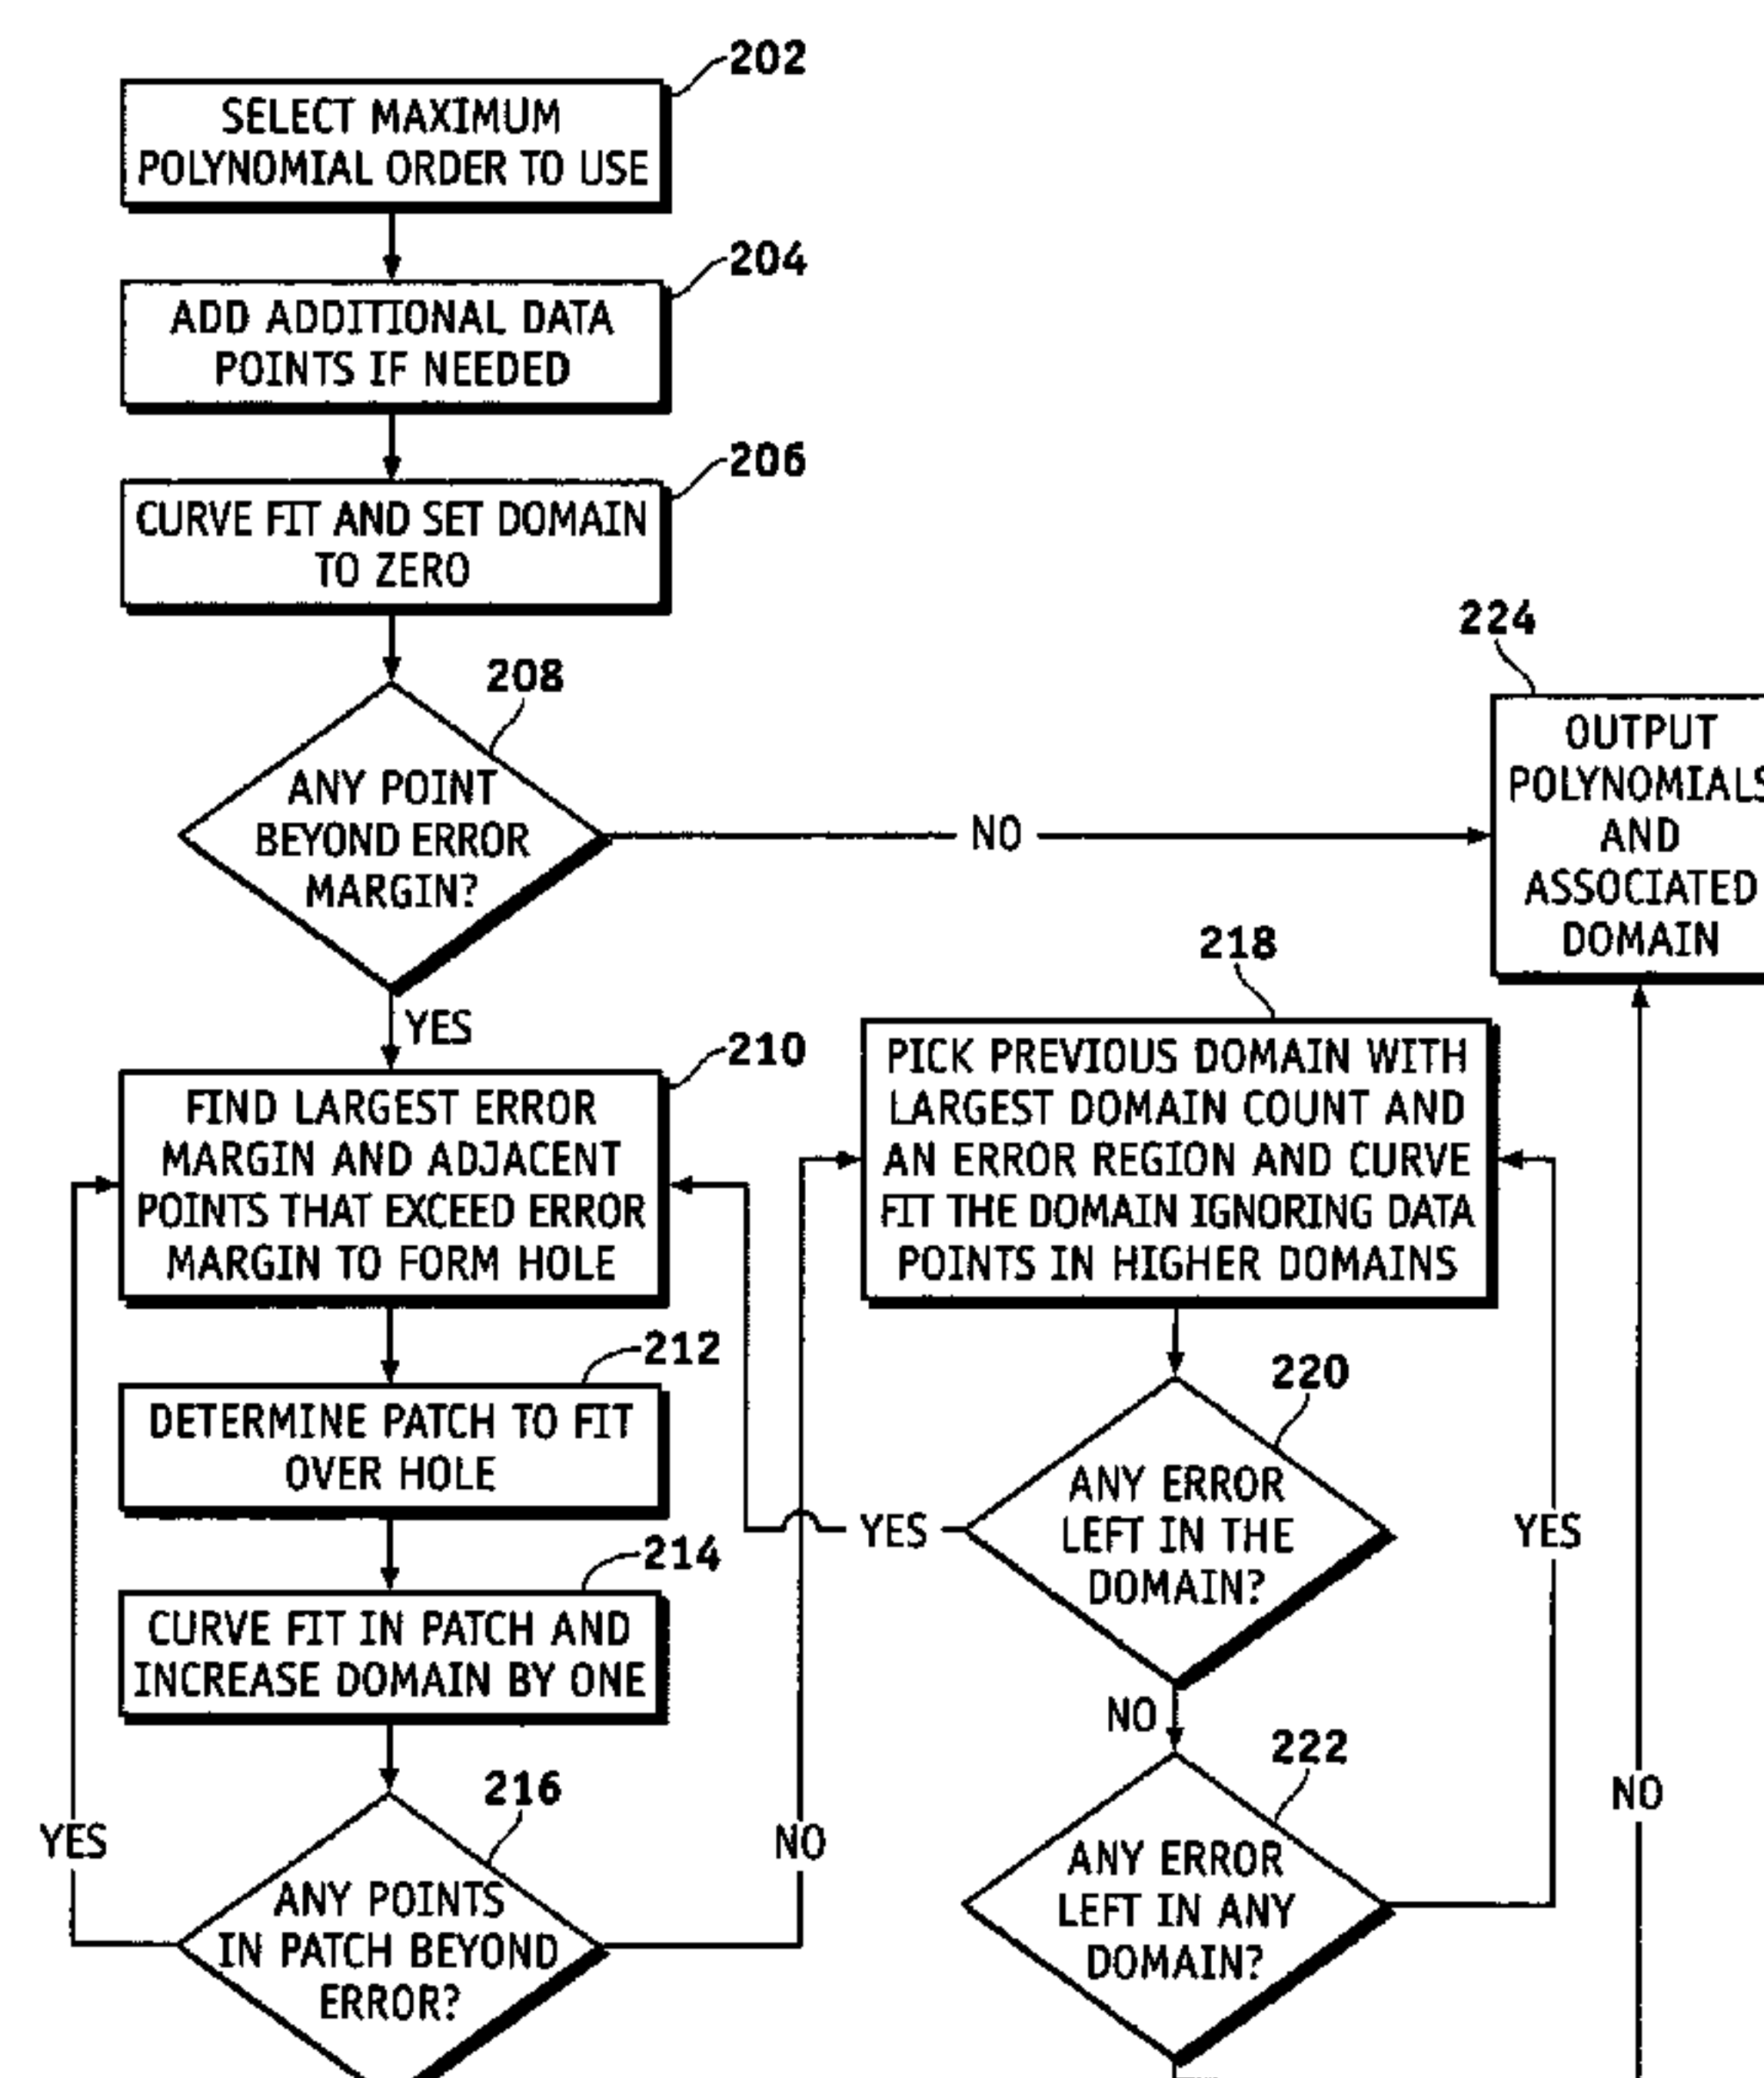 202
SELECT MAXIMUM
POLYNOMIAL ORDER TO USE
204
ADD ADDITIONAL DATA
POINTS IF NEEDED
206
CURVE FIT AND SET DOMAIN
TO ZERO
208
ANY POINT
BEYOND ERROR
MARGIN?
NO
YES
224
OUTPUT
POLYNOMIALS
AND
ASSOCIATED
DOMAIN
210
FIND LARGEST ERROR
MARGIN AND ADJACENT
POINTS THAT EXCEED ERROR
MARGIN TO FORM HOLE
212
DETERMINE PATCH TO FIT
OVER HOLE
214
CURVE FIT IN PATCH AND
INCREASE DOMAIN BY ONE
216
ANY POINTS
IN PATCH BEYOND
ERROR?
YES
NO
218
PICK PREVIOUS DOMAIN WITH
LARGEST DOMAIN COUNT AND
AN ERROR REGION AND CURVE
FIT THE DOMAIN IGNORING DATA
POINTS IN HIGHER DOMAINS
220
ANY ERROR
LEFT IN THE
DOMAIN?
YES
NO
222
ANY ERROR
LEFT IN ANY
DOMAIN?
YES
NO